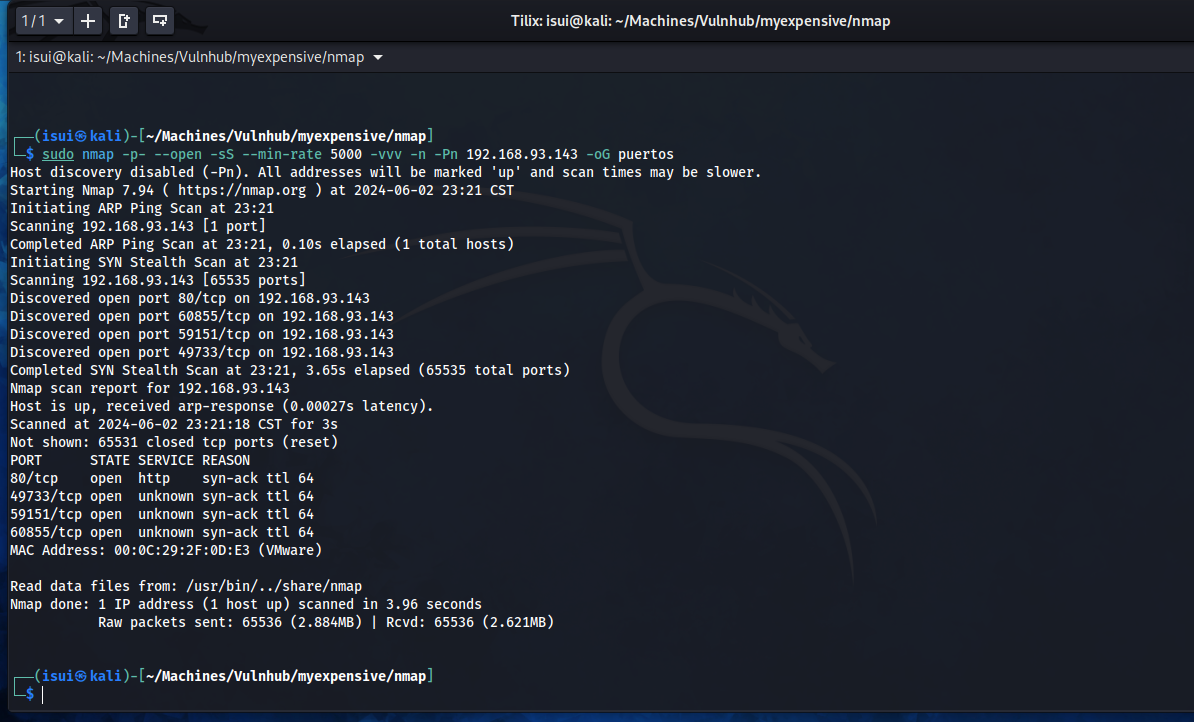 1 / 1
Tilix: isui@kali: ~/Machines/Vulnhub/myexpensive/nmap
1: isui@kali: ~/Machines/Vulnhub/myexpensive/nmap
┌──(isui㉿kali)-[~/Machines/Vulnhub/myexpensive/nmap]
└─$ sudo nmap -p- --open -sS --min-rate 5000 -vvv -n -Pn 192.168.93.143 -oG puertos
Host discovery disabled (-Pn). All addresses will be marked 'up' and scan times may be slower.
Starting Nmap 7.94 ( https://nmap.org ) at 2024-06-02 23:21 CST
Initiating ARP Ping Scan at 23:21
Scanning 192.168.93.143 [1 port]
Completed ARP Ping Scan at 23:21, 0.10s elapsed (1 total hosts)
Initiating SYN Stealth Scan at 23:21
Scanning 192.168.93.143 [65535 ports]
Discovered open port 80/tcp on 192.168.93.143
Discovered open port 60855/tcp on 192.168.93.143
Discovered open port 59151/tcp on 192.168.93.143
Discovered open port 49733/tcp on 192.168.93.143
Completed SYN Stealth Scan at 23:21, 3.65s elapsed (65535 total ports)
Nmap scan report for 192.168.93.143
Host is up, received arp-response (0.00027s latency).
Scanned at 2024-06-02 23:21:18 CST for 3s
Not shown: 65531 closed tcp ports (reset)
PORT      STATE SERVICE REASON
80/tcp    open  http    syn-ack ttl 64
49733/tcp open  unknown syn-ack ttl 64
59151/tcp open  unknown syn-ack ttl 64
60855/tcp open  unknown syn-ack ttl 64
MAC Address: 00:0C:29:2F:0D:E3 (VMware)
Read data files from: /usr/bin/../share/nmap
Nmap done: 1 IP address (1 host up) scanned in 3.96 seconds
           Raw packets sent: 65536 (2.884MB) | Rcvd: 65536 (2.621MB)
┌──(isui㉿kali)-[~/Machines/Vulnhub/myexpensive/nmap]
└─$